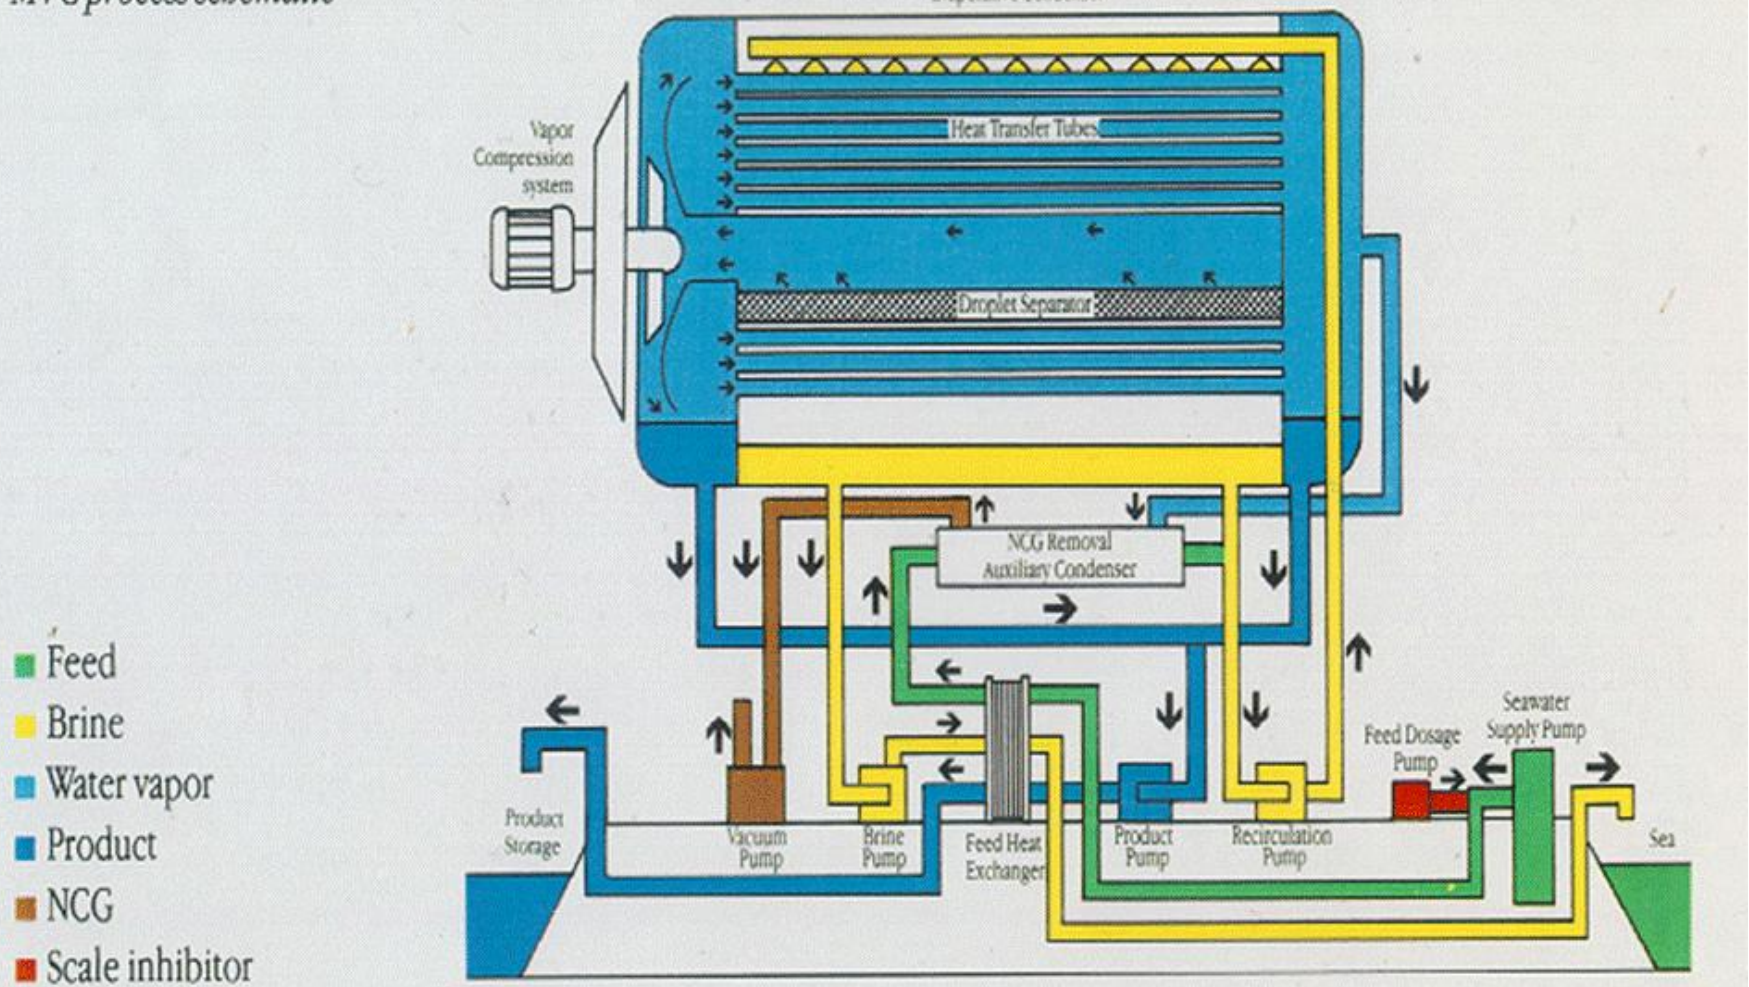 process schematic
Vapor
Compression
system
Heat Transfer Tubes
Droplet Separator
NCG Removal
Auxiliary Condenser
Feed
Brine
Water vapor
Product
NCG
Scale inhibitor
Product
Storage
Vacuum
Pump
Brine
Pump
Feed Heat
Exchanger
Product
Pump
Recirculation
Pump
Feed Dosage
Pump
Seawater
Supply Pump
Sea